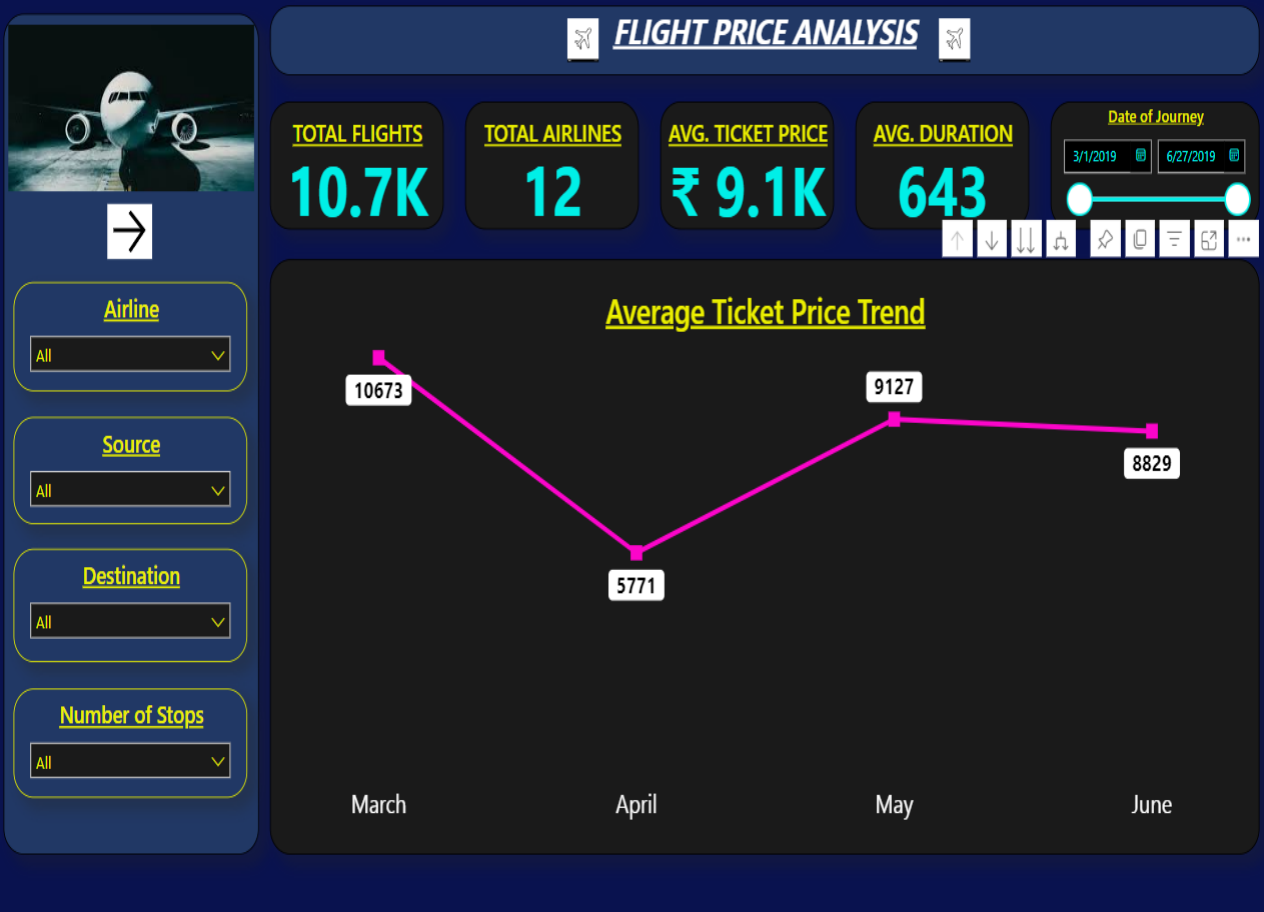 FLIGHT PRICE ANALYSIS
TOTAL FLIGHTS
10.7K
TOTAL AIRLINES
12
AVG. TICKET PRICE
₹ 9.1K
AVG. DURATION
643
Date of Journey
3/1/2019 6/27/2019
Airline
All
Source
All
Destination
All
Number of Stops
All
Average Ticket Price Trend
10673
5771
9127
8829
March April May June